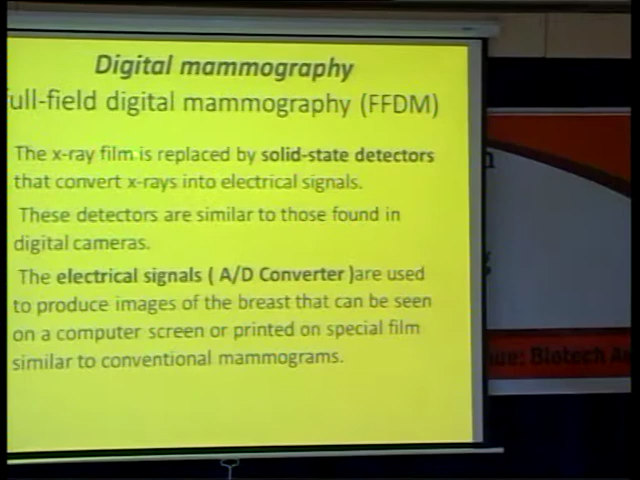 Digital mammography
ull-field digital mammography (FFDM)
The x-ray film is replaced by solid-state detectors
that convert x-rays into electrical signals.
These detectors are similar to those found in
digital cameras.
The electrical signals ( A/D Converter )are used
to produce images of the breast that can be seen
on a computer screen or printed on special film
similar to conventional mammograms.
ue: Biotech A